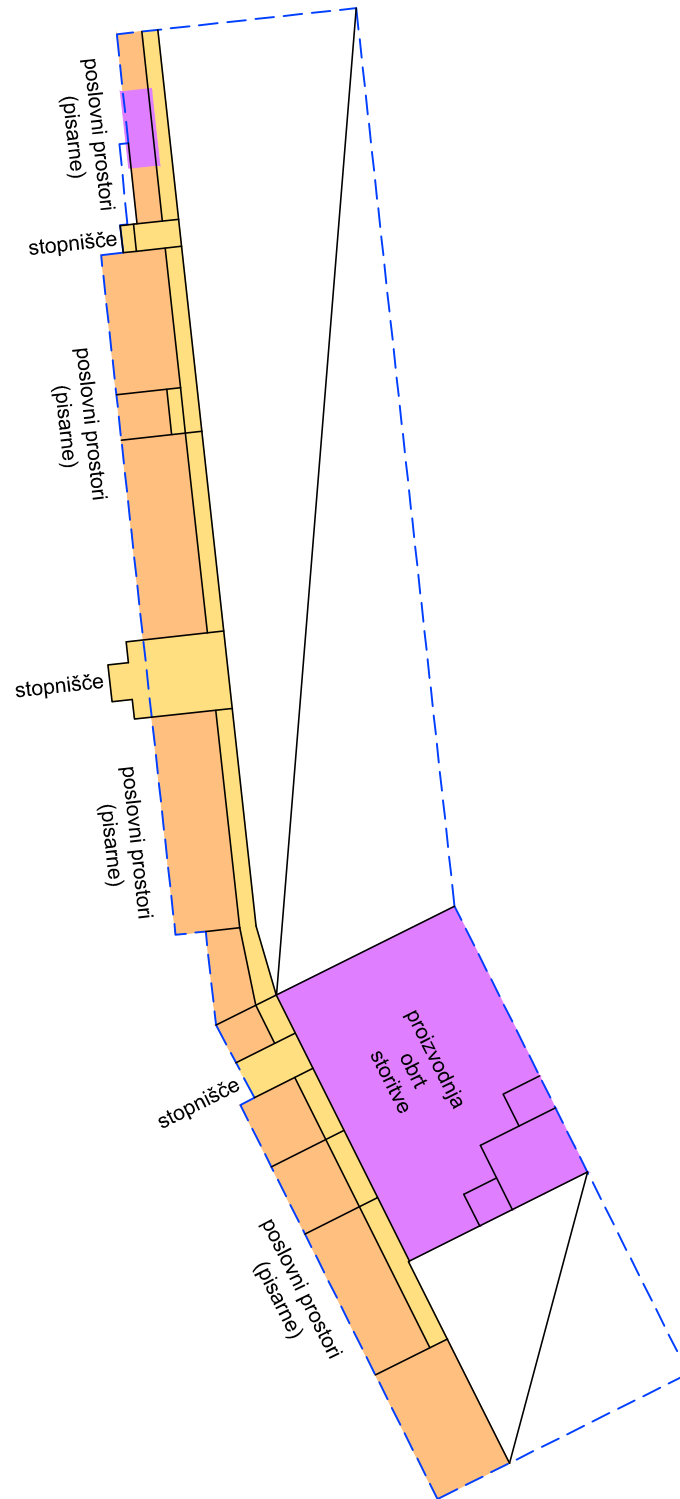 poslovni prostori
(pisarne)
stopnišče
poslovni prostori
(pisarne)
stopnišče
poslovni prostori
(pisarne)
proizvodnja
obrt
storitve
stopnišče
poslovni prostori
(pisarne)